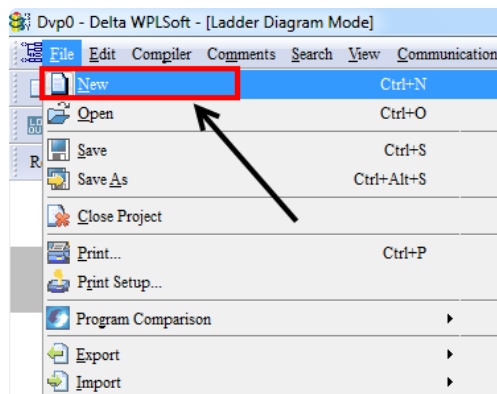 Dvp0 - Delta WPLSoft - [Ladder Diagram Mode]
File Edit Compiler Comments Search View Communication
New Ctrl+N
Open Ctrl+O
Save Ctrl+S
Save As Ctrl+Alt+S
Close Project
Print... Ctrl+P
Print Setup...
Program Comparison
Export
Import